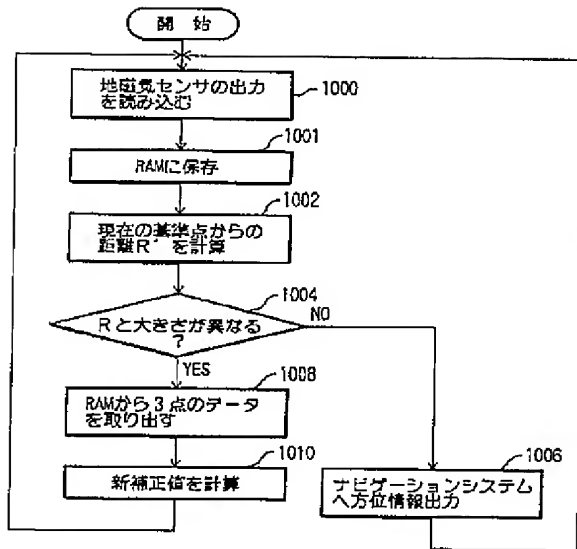 開 始
地磁気センサの出力
を読み込む
1000
1001
RAMに保存
1002
現在の基準点からの
距離R´を計算
1004
Rと大きさが異なる
?
NO
YES
1008
RAMから3点のデータ
を取り出す
1010
新補正値を計算
1006
ナビゲーションシステム
へ方位情報出力